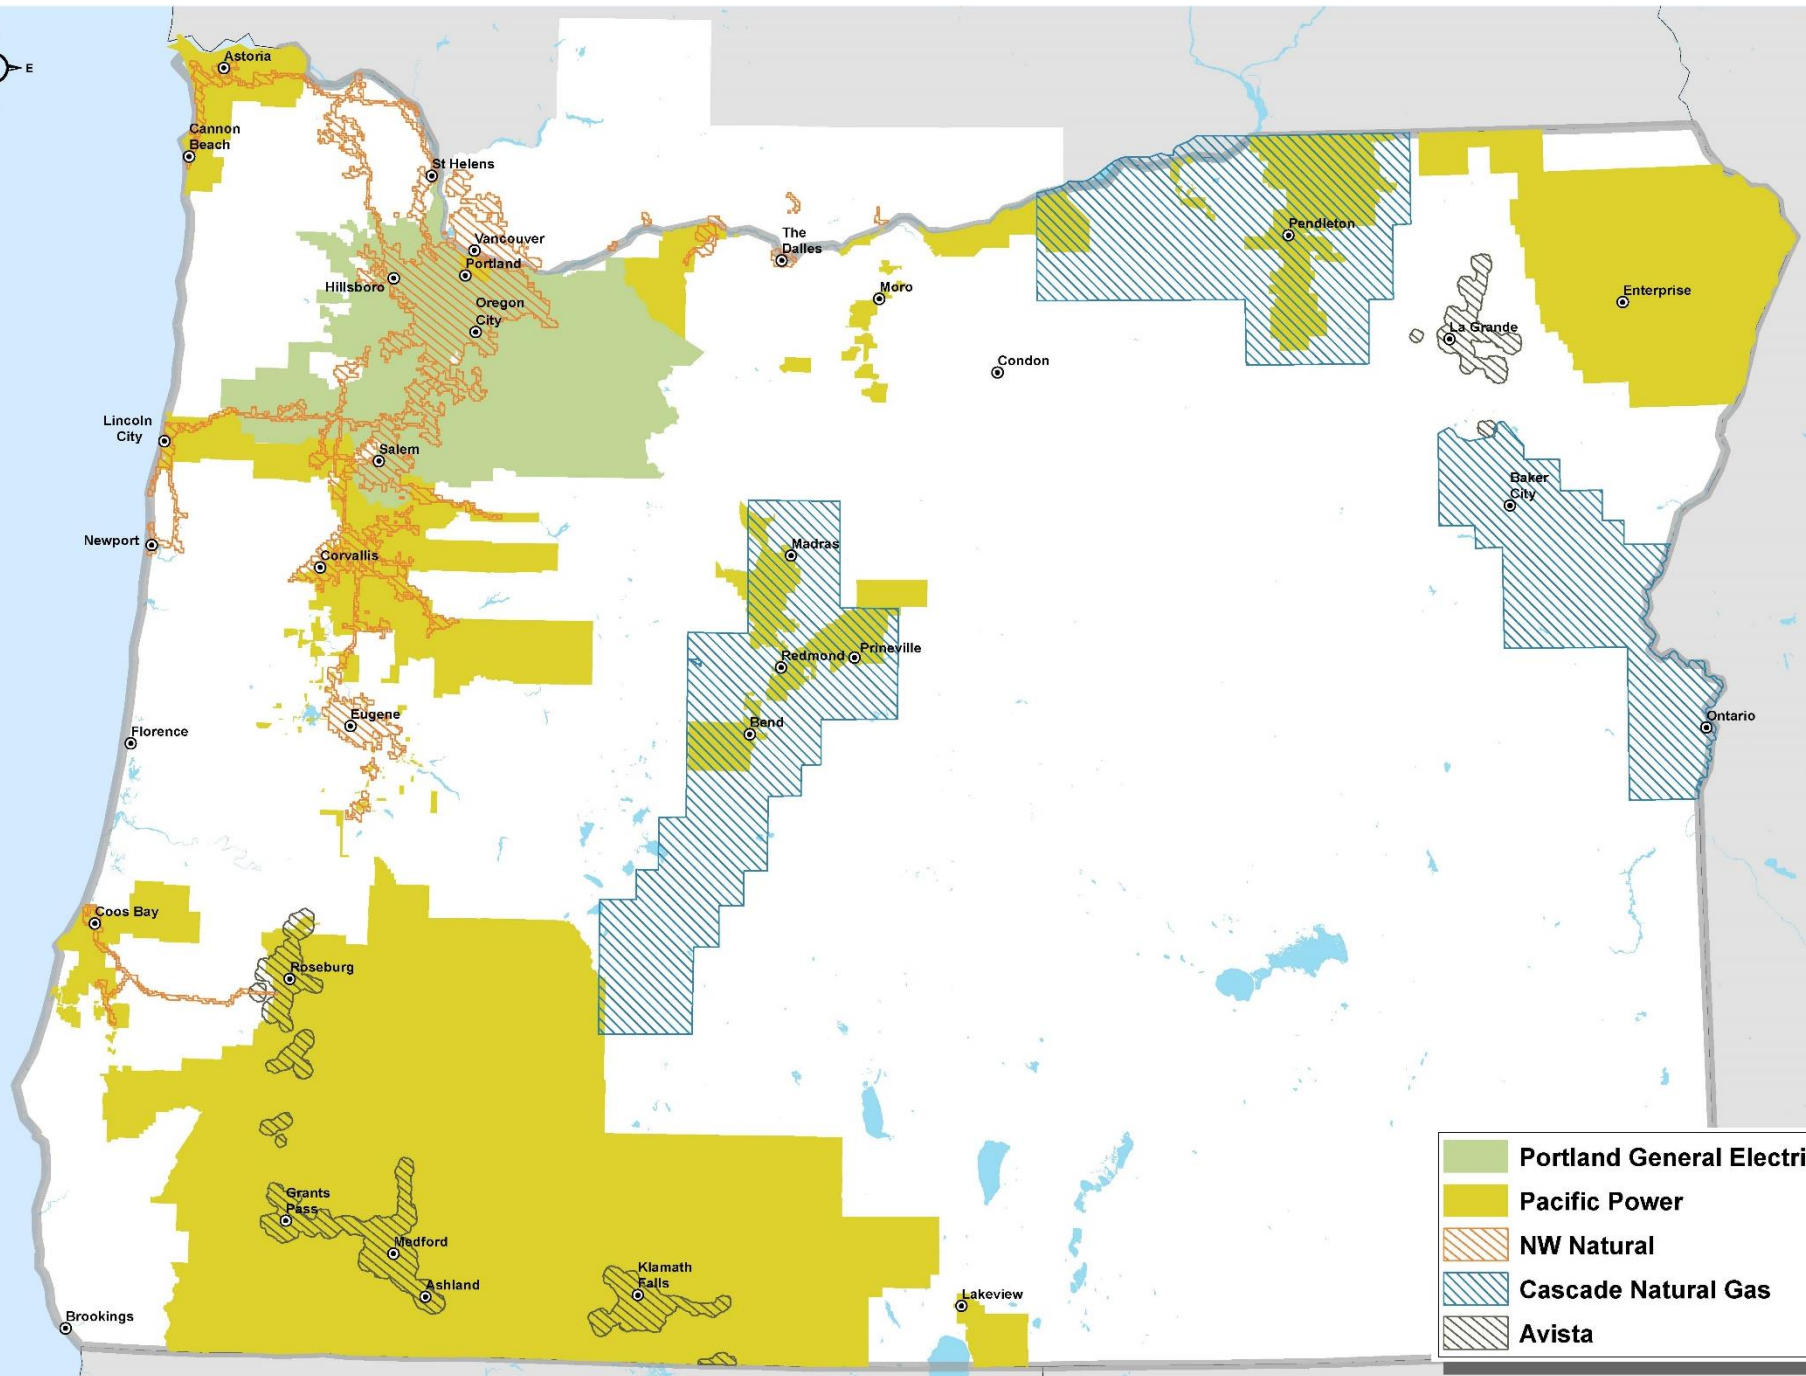 Astoria
E
Cannon
Beach
St Helens
Vancouver
Portland
Hillsboro
Oregon
City
The
Dalles
Moro
Pendleton
Enterprise
La Grande
Condon
Lincoln
City
Salem
Baker
City
Newport
Corvallis
Madras
Redmond
Prineville
Eugene
Bend
Florence
Ontario
Coos Bay
Roseburg
Grants
Pass
Medford
Ashland
Klamath
Falls
Lakeview
Brookings
Portland General Electri
Pacific Power
NW Natural
Cascade Natural Gas
Avista